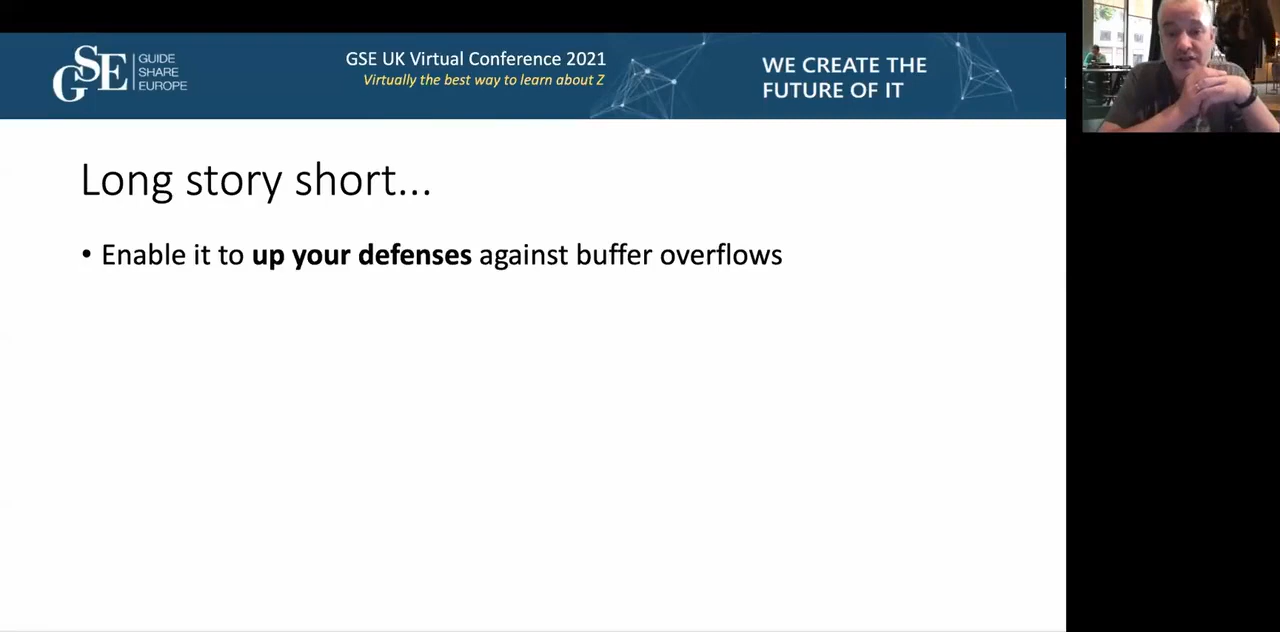 GSE
GUIDE
SHARE
EUROPE
GSE UK Virtual Conference 2021
Virtually the best way to learn about Z
WE CREATE THE
FUTURE OF IT
Long story short...
• Enable it to up your defenses against buffer overflows